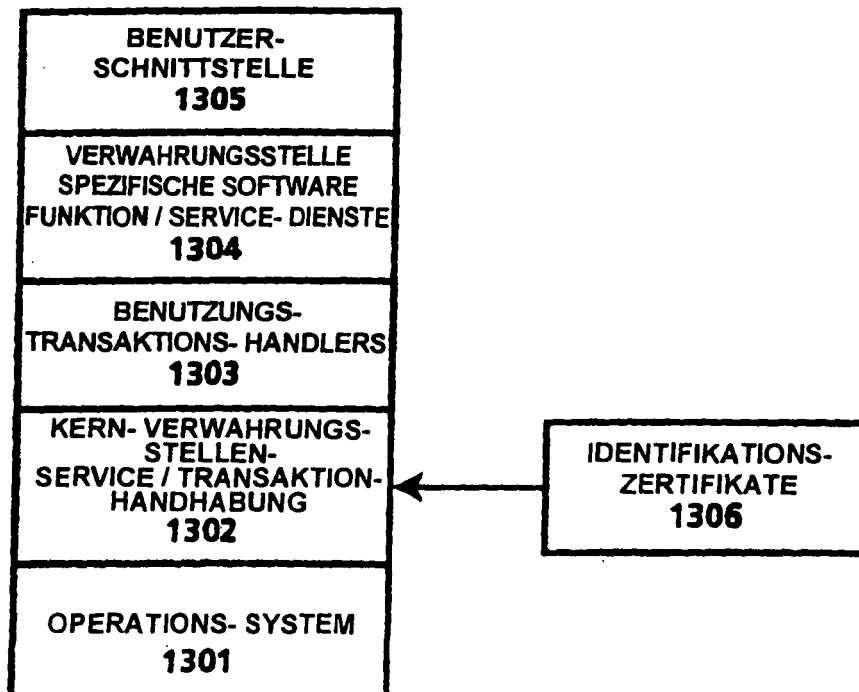 BENUTZER-
SCHNITTSTELLE
1305
VERWAHRUNGSSTELLE
SPEZIFISCHE SOFTWARE
FUNKTION / SERVICE- DIENSTE
1304
BENUTZUNGS-
TRANSAKTIONS- HANDLERS
1303
KERN- VERWAHRUNGS-
STELLEN-
SERVICE / TRANSAKTION-
HANDHABUNG
1302
IDENTIFIKATIONS-
ZERTIFIKATE
1306
OPERATIONS- SYSTEM
1301